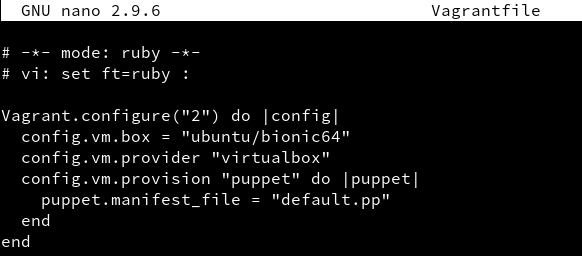 GNU nano 2.9.6 Vagrantfile
# -*- mode: ruby -*-
# vi: set ft=ruby :
Vagrant.configure("2") do |config|
config.vm.box = "ubuntu/bionic64"
config.vm.provider "virtualbox"
config.vm.provision "puppet" do |puppet|
puppet.manifest_file = "default.pp"
end
end